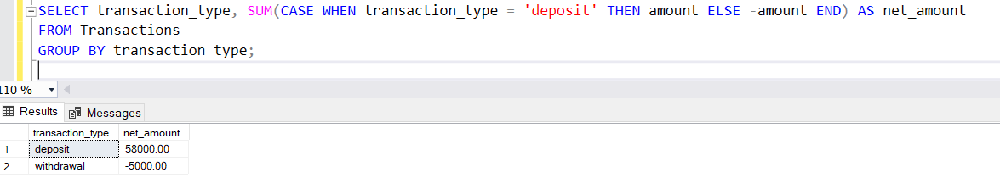 SELECT transaction_type, SUM(CASE WHEN transaction_type = 'deposit' THEN amount ELSE -amount END) AS net_amount
FROM Transactions
GROUP BY transaction_type;
110 %
Results Messages
transaction_type net_amount
1 deposit 58000.00
2 withdrawal -5000.00